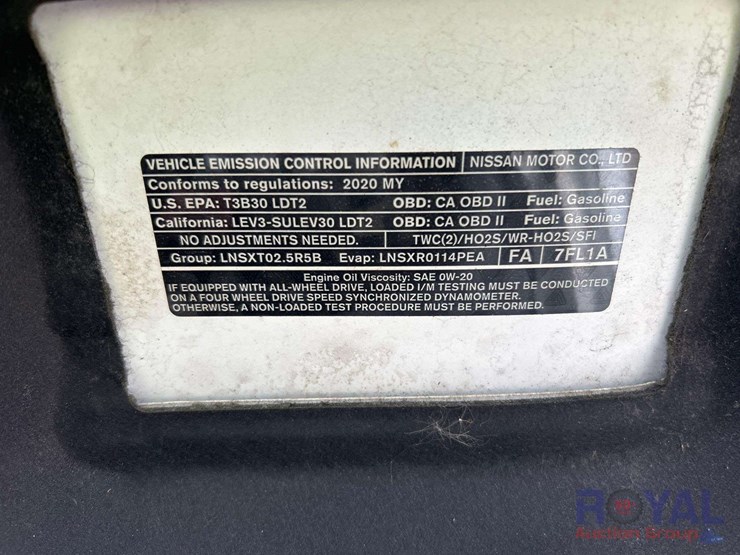 VEHICLE EMISSION CONTROL INFORMATION NISSAN MOTOR CO., LTD
Conforms to regulations: 2020 MY
U.S. EPA: T3B30 LDT2 OBD: CA OBD II Fuel: Gasoline
California: LEV3-SULEV30 LDT2 OBD: CA OBD II Fuel: Gasoline
NO ADJUSTMENTS NEEDED. TWC(2)/HO2S/WR-HO2S/SFI
Group: LNSXT02.5R5B Evap: LNSXR0114PEA FA 7FL1A
Engine Oil Viscosity: SAE 0W-20
IF EQUIPPED WITH ALL-WHEEL DRIVE, LOADED I/M TESTING MUST BE CONDUCTED
ON A FOUR WHEEL DRIVE SPEED SYNCHRONIZED DYNAMOMETER.
OTHERWISE, A NON-LOADED TEST PROCEDURE MUST BE PERFORMED.
ROYAL
Auction Group